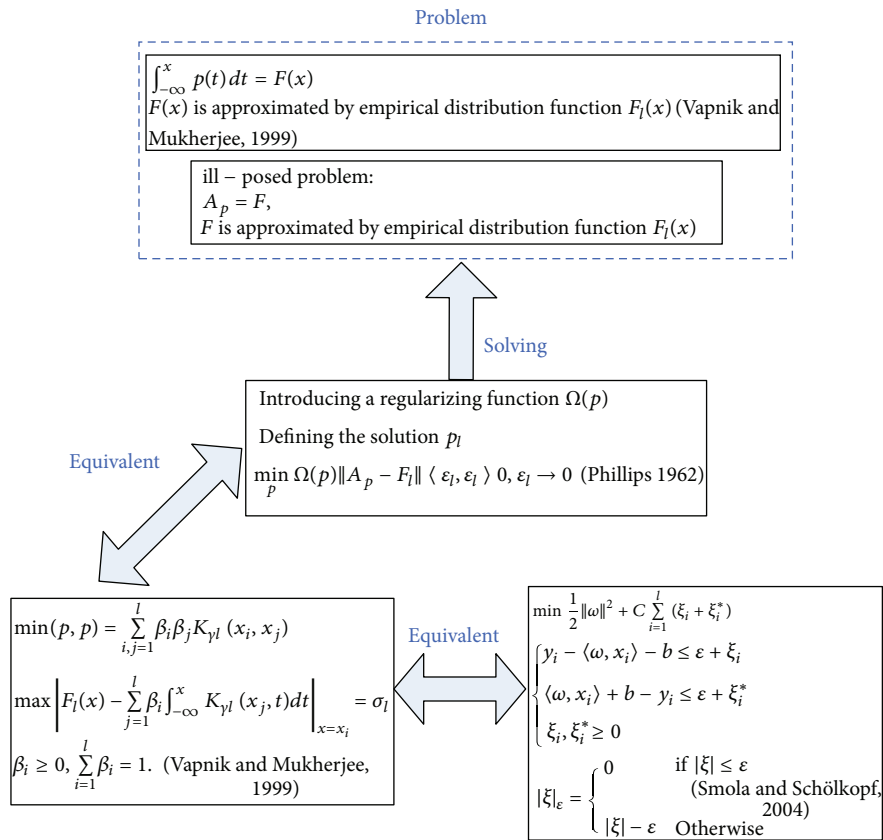 Problem
∫_{-∞}^{x} p(t) dt = F(x)
F(x) is approximated by empirical distribution function F_l(x) (Vapnik and
Mukherjee, 1999)
ill – posed problem:
A_p = F,
F is approximated by empirical distribution function F_l(x)
Solving
Introducing a regularizing function Ω(p)
Defining the solution p_l
min_p Ω(p)‖A_p − F_l‖ ⟨ ε_l, ε_l ⟩ 0, ε_l → 0 (Phillips 1962)
Equivalent
min(p, p) = ∑_{i,j=1}^{l} β_i β_j K_{γl} (x_i, x_j)
max |F_l(x) − ∑_{j=1}^{l} β_i ∫_{-∞}^{x} K_{γl} (x_j, t)dt|_{x=x_i} = σ_l
β_i ≥ 0, ∑_{i=1}^{l} β_i = 1. (Vapnik and Mukherjee,
1999)
Equivalent
min 1/2 ‖ω‖² + C ∑_{i=1}^{l} (ξ_i + ξ_i^*)
{ y_i − ⟨ω, x_i⟩ − b ≤ ε + ξ_i
⟨ω, x_i⟩ + b − y_i ≤ ε + ξ_i^*
ξ_i, ξ_i^* ≥ 0
|ξ|_ε = { 0 if |ξ| ≤ ε
(Smola and Schölkopf,
2004)
|ξ| − ε Otherwise